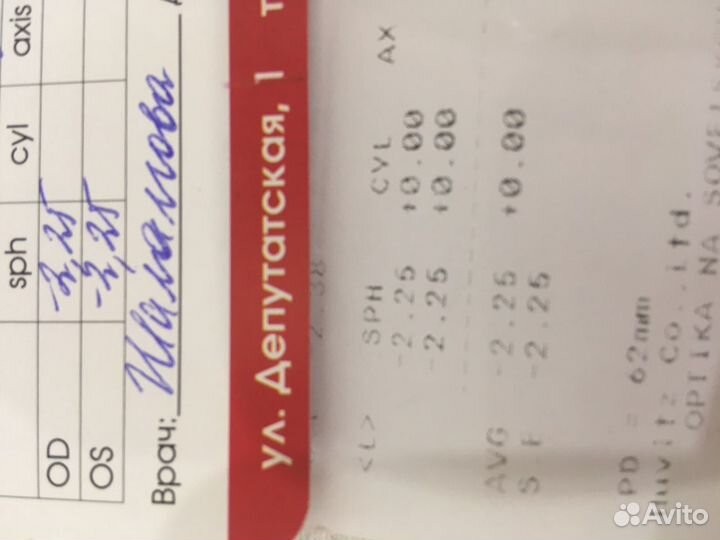 sph cyl axis
OD -2,25
OS -2,25
Врач:
ул. Депутатская, 1
2.38
<L> SPH CYL AX
-2.25 +0.00
-2.25 +0.00
AVG -2.25 +0.00
-2.25
PD = 62mm
Huvitz Co.,Ltd.
OPTIKA NA
Avito